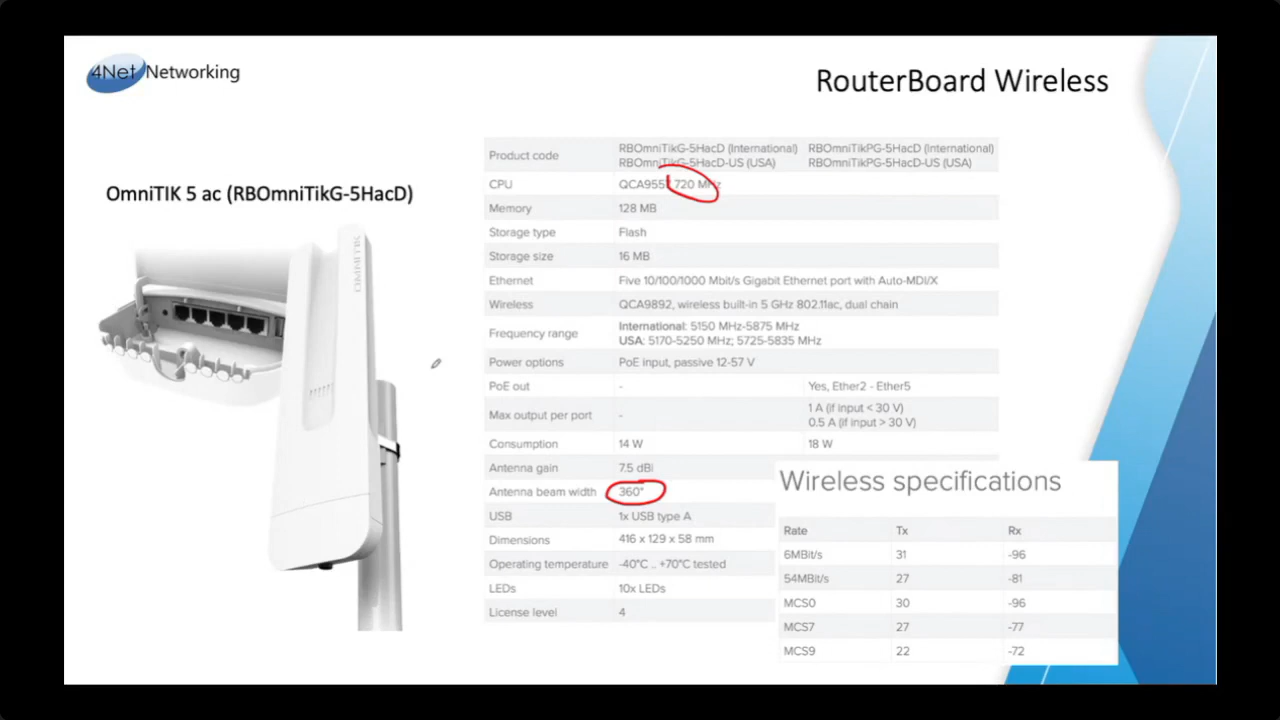 4Net Networking
RouterBoard Wireless
OmniTIK 5 ac (RBOmniTikG-5HacD)
OMNITIK
Product code RBOmniTikG-5HacD (International) RBOmniTikPG-5HacD (International)
RBOmniTikG-5HacD-US (USA) RBOmniTikPG-5HacD-US (USA)
CPU 720 MHz
Memory 128 MB
Storage type Flash
Storage size 16 MB
Ethernet Five 10/100/1000 Mbit/s Gigabit Ethernet port with Auto-MDI/X
Wireless QCA9892, wireless built-in 5 GHz 802.11ac, dual chain
Frequency range International: 5150 MHz-5875 MHz
USA: 5170-5250 MHz; 5725-5835 MHz
Power options PoE input, passive 12-57 V
PoE out - Yes, Ether2 - Ether5
Max output per port - 1 A (if input < 30 V)
0.5 A (if input > 30 V)
Consumption 14 W 18 W
Antenna gain 7.5 dBi
Antenna beam width 360°
USB 1x USB type A
Dimensions 416 x 129 x 58 mm
Operating temperature -40°C .. +70°C tested
LEDs 10x LEDs
License level 4
Wireless specifications
Rate Tx Rx
6MBit/s 31 -96
54MBit/s 27 -81
MCS0 30 -96
MCS7 27 -77
MCS9 22 -72